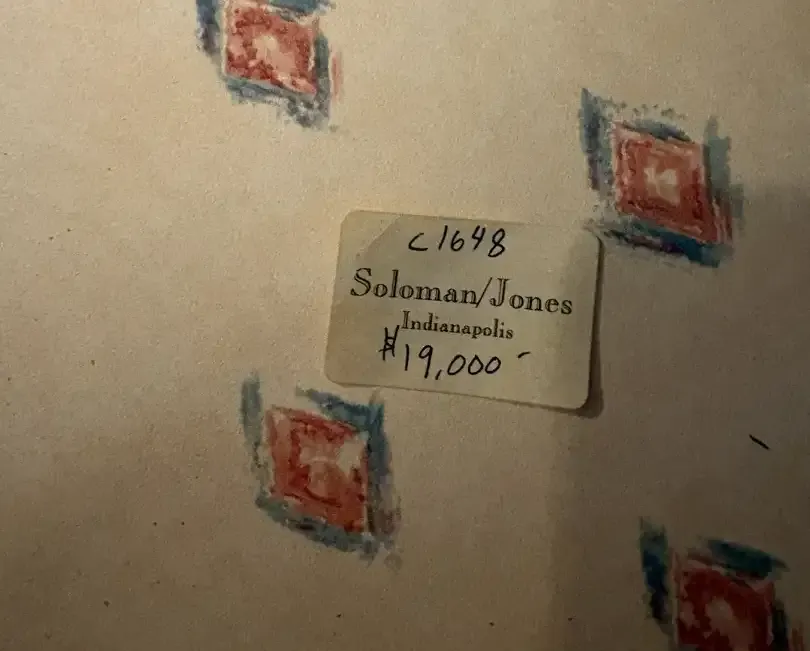 c1648
Soloman/Jones
Indianapolis
#19,000-